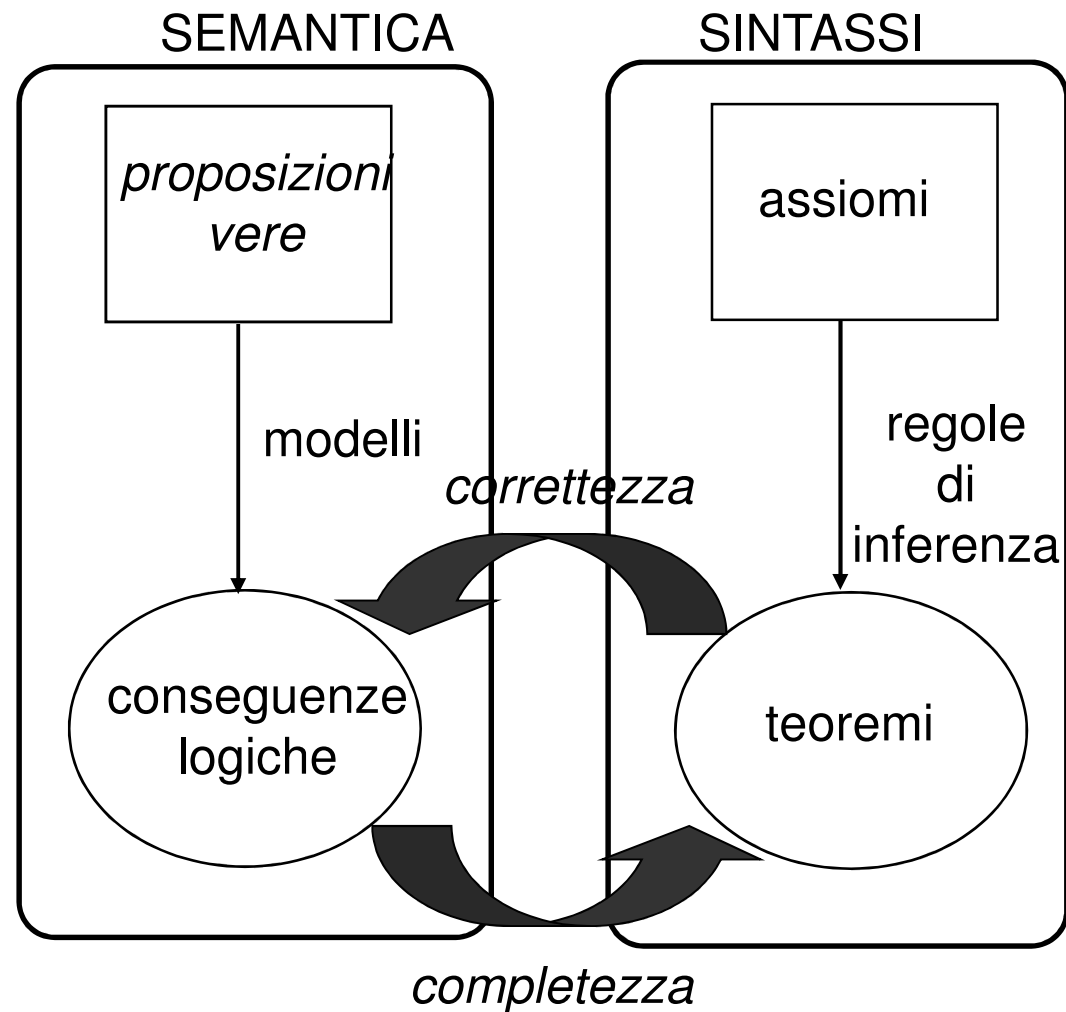 SEMANTICA
SINTASSI
proposizioni
vere
assiomi
modelli
regole
di
inferenza
correttezza
conseguenze
logiche
teoremi
completezza